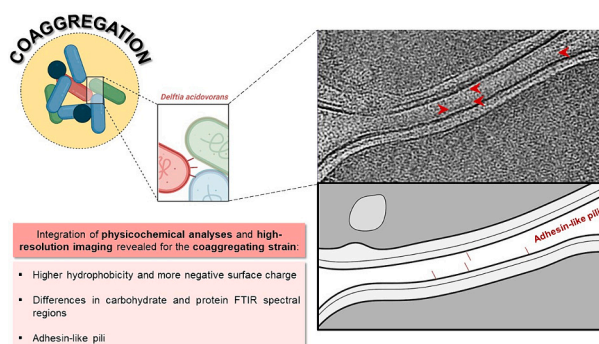 COAGGREGATION
Delftia acidovorans
Integration of physicochemical analyses and high-
resolution imaging revealed for the coaggregating strain:
▪ Higher hydrophobicity and more negative surface charge
▪ Differences in carbohydrate and protein FTIR spectral
regions
▪ Adhesin-like pili
Adhesin-like pili